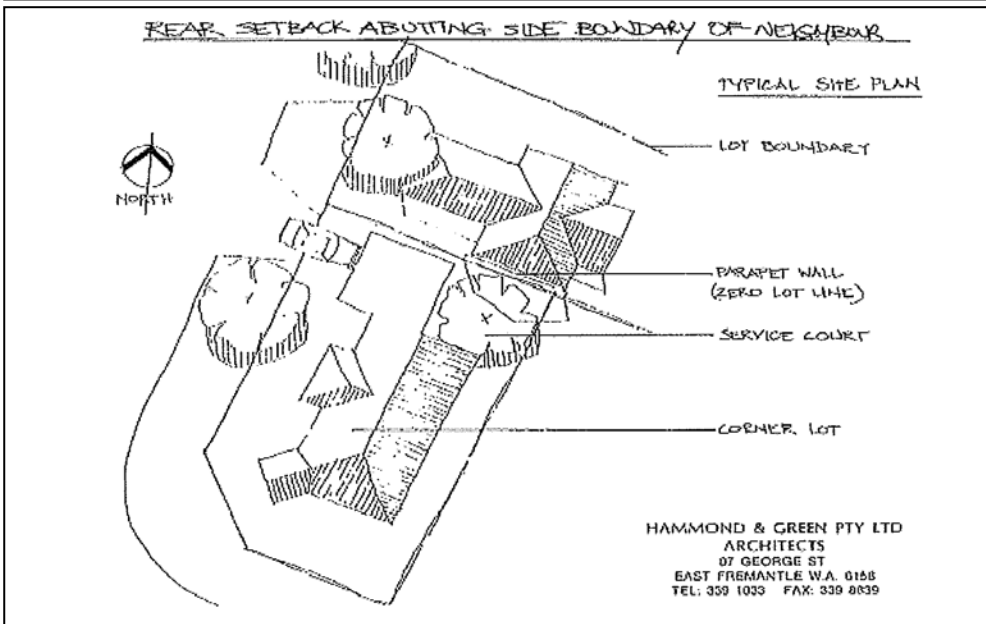 REAR SETBACK ABUTTING SIDE BOUNDARY OF NEIGHBOUR
TYPICAL SITE PLAN
LOT BOUNDARY
NORTH
PARAPET WALL
(ZERO LOT LINE)
SERVICE COURT
CORNER LOT
HAMMOND & GREEN PTY LTD
ARCHITECTS
07 GEORGE ST
EAST FREMANTLE W.A. 6158
TEL: 339 1033 FAX: 339 8839